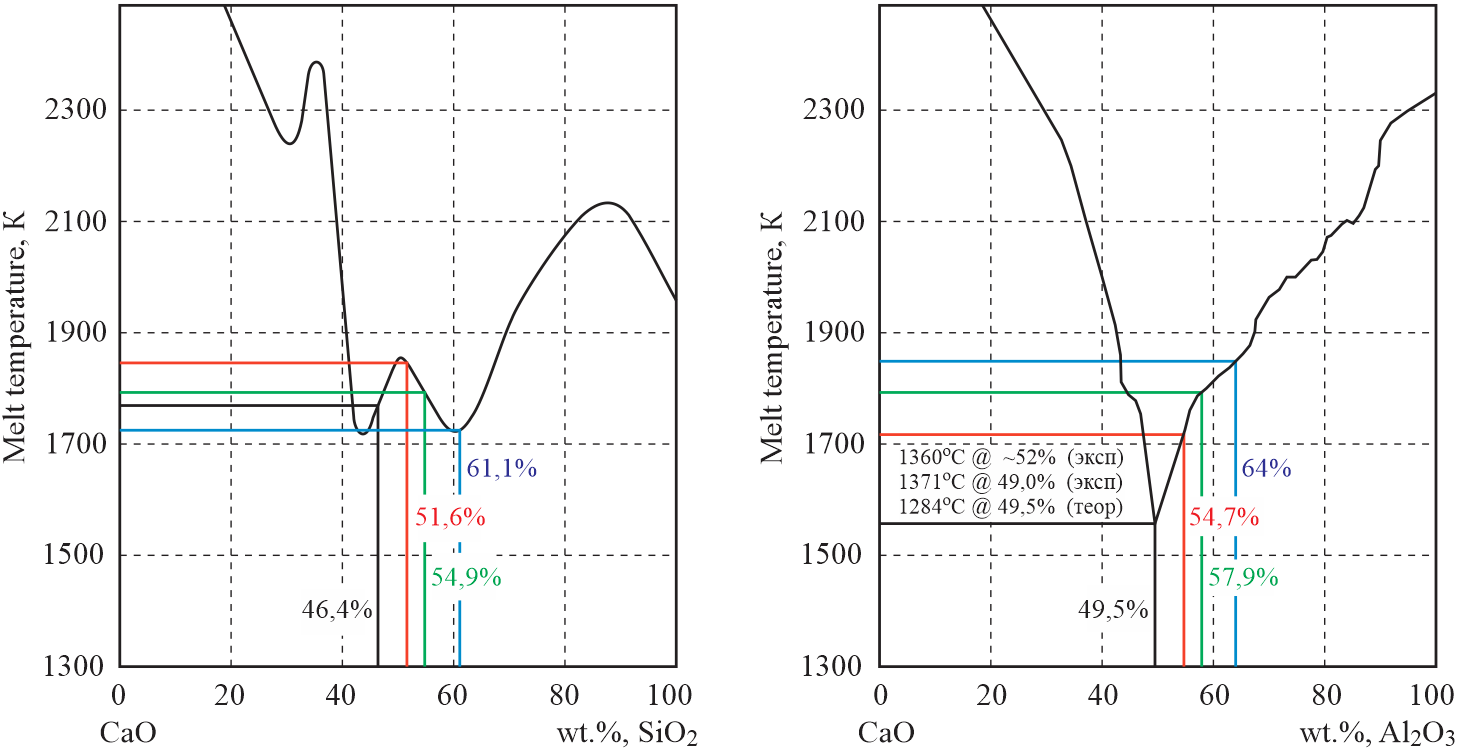 Melt temperature, K
2300
2100
1900
1700
1500
1300
61,1%
51,6%
54,9%
46,4%
0 20 40 60 80 100
CaO wt.%, SiO₂
Melt temperature, K
2300
2100
1900
1700
1500
1300
1360°C @ ~52% (эксп)
1371°C @ 49,0% (эксп)
1284°C @ 49,5% (теор)
64%
54,7%
57,9%
49,5%
0 20 40 60 80 100
CaO wt.%, Al₂O₃